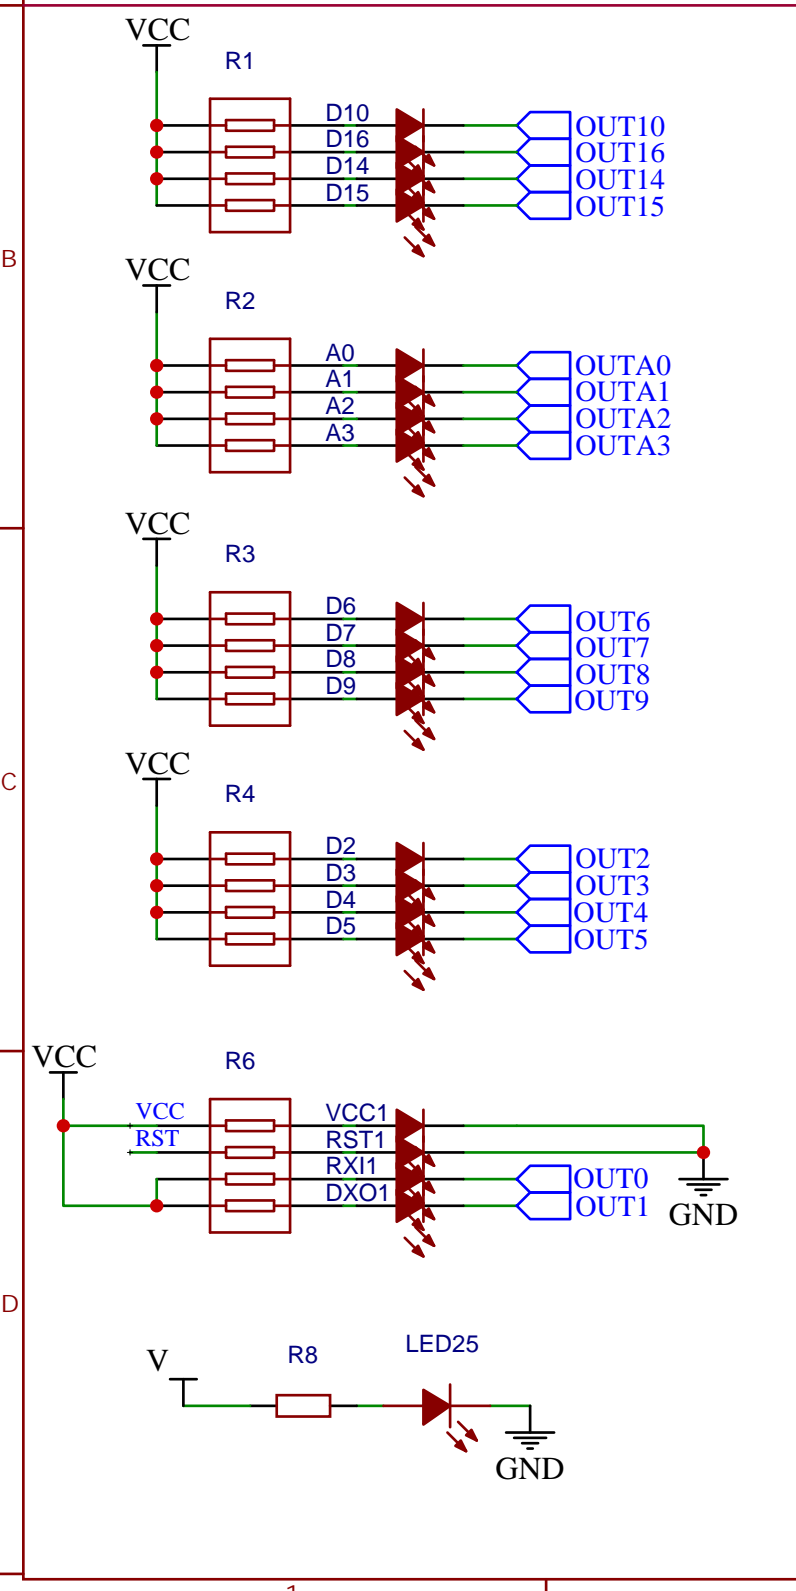 VCC
R1
D10 OUT10
D16 OUT16
D14 OUT14
D15 OUT15
B
VCC
R2
A0 OUTA0
A1 OUTA1
A2 OUTA2
A3 OUTA3
VCC
R3
D6 OUT6
D7 OUT7
D8 OUT8
D9 OUT9
C
VCC
R4
D2 OUT2
D3 OUT3
D4 OUT4
D5 OUT5
VCC
R6
VCC VCC1
RST RST1
RXI1 OUT0
DXO1 OUT1
GND
D
V
R8
LED25
GND
1